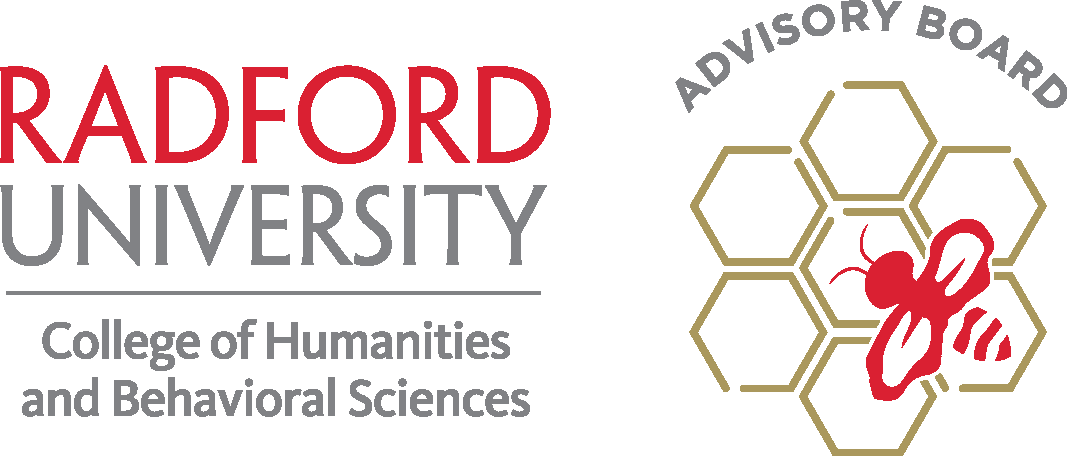 RADFORD
UNIVERSITY
College of Humanities
and Behavioral Sciences
ADVISORY BOARD